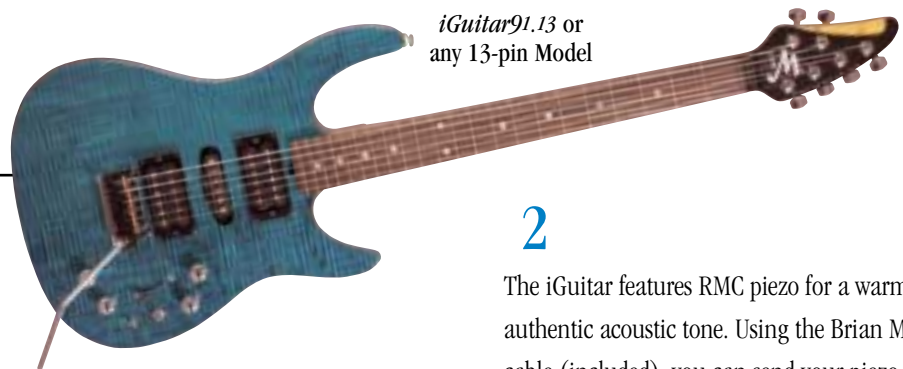 iGuitar91.13 or
any 13-pin Model
M
2
The iGuitar features RMC piezo for a warm
authentic acoustic tone. Using the Brian M